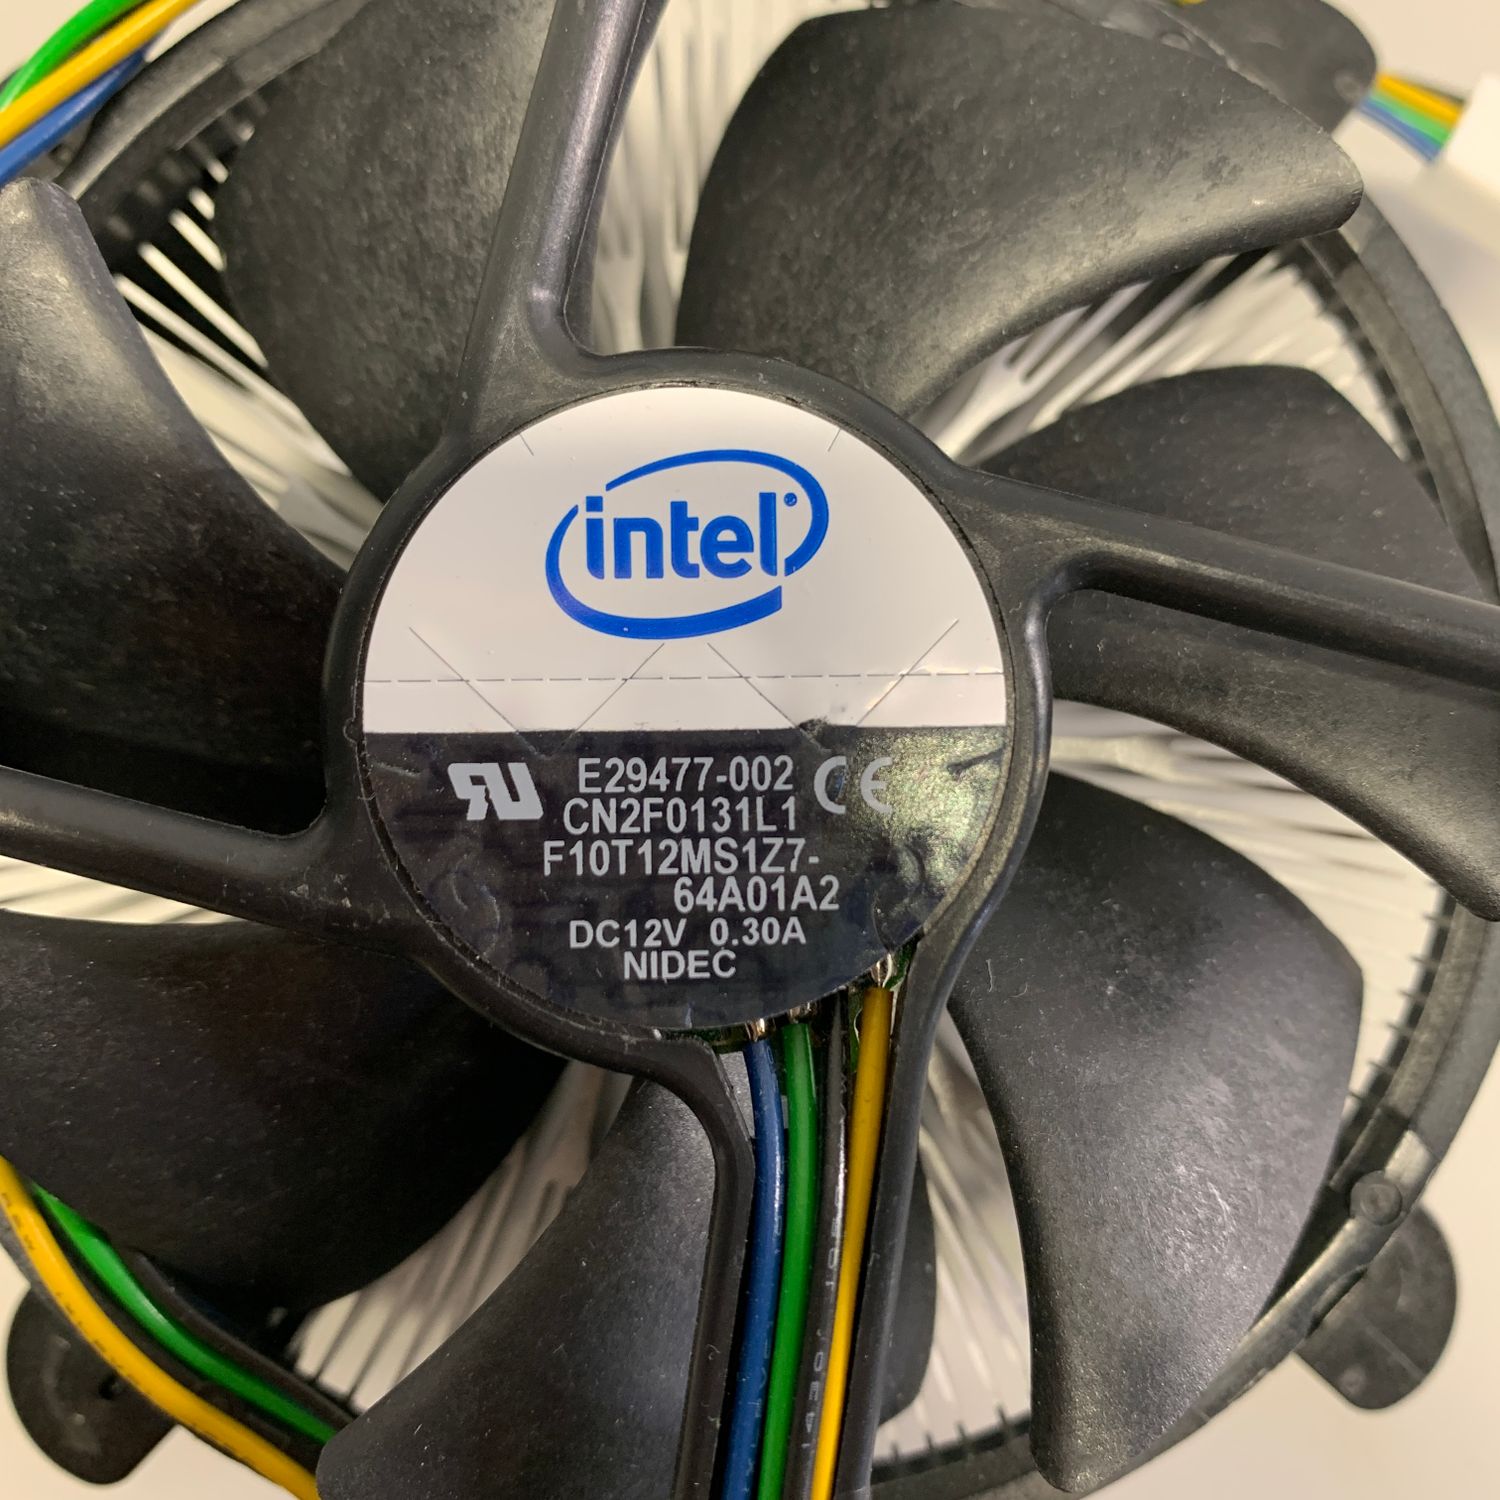 intel
E29477-002
CN2F0131L1
F10T12MS1Z7-
64A01A2
DC12V 0.30A
NIDEC